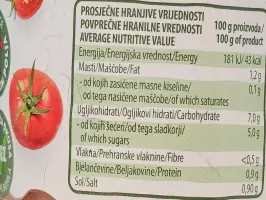 PROSJEČNE HRANJIVE VRIJEDNOSTI
POVPREČNE HRANILNE VREDNOSTI
AVERAGE NUTRITIVE VALUE
100 g proizvoda/
100 g of product
Energija/Energijska vrednost/Energy 181 kJ/ 43 kcal
Masti/Maščobe/Fat 1,2 g
- od kojih zasićene masne kiseline/
od tega nasičene maščobe/of which saturates 0,1 g
Ugljikohidrati/Ogljikovi hidrati/Carbohydrate 7,0 g
- od kojih šećeri/od tega sladkorji/
of which sugars 5,0 g
Vlakna/Prehranske vlaknine/Fibre <0,5 g
Bjelančevine/Beljakovine/Protein 0,9 g
Sol/Salt 0,90 g